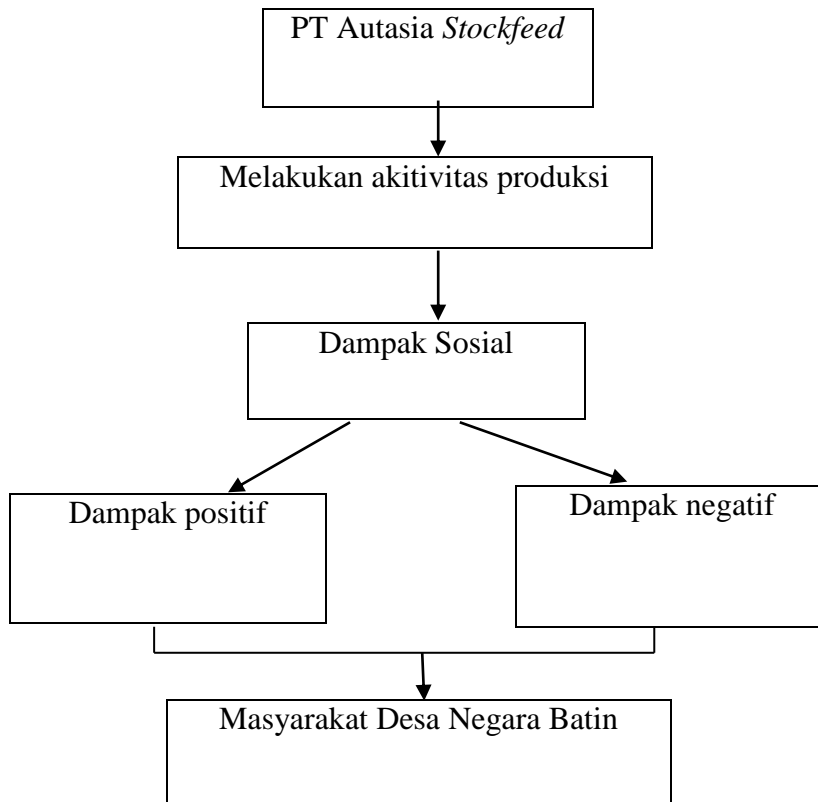 PT Autasia Stockfeed
Melakukan akitivitas produksi
Dampak Sosial
Dampak positif
Dampak negatif
Masyarakat Desa Negara Batin